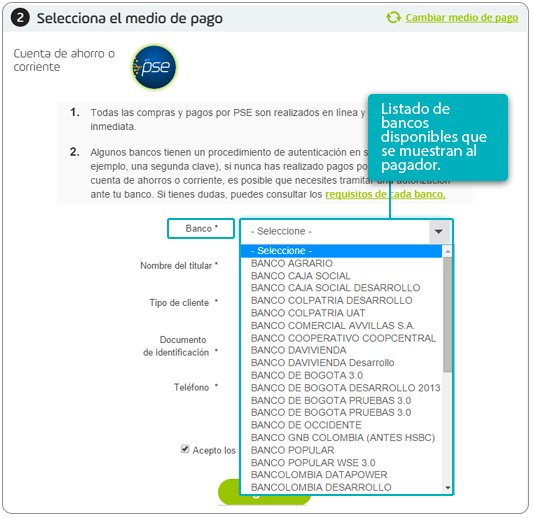 2 Selecciona el medio de pago
Cambiar medio de pago
Cuenta de ahorro o
corriente
pse
1. Todas las compras y pagos por PSE son realizados en línea y
inmediata.
2. Algunos bancos tienen un procedimiento de autenticación en s
ejemplo, una segunda clave), si nunca has realizado pagos po
cuenta de ahorros o corriente, es posible que necesites tramitar una autorización
ante tu banco. Si tienes dudas, puedes consultar los requisitos de cada banco.
Listado de
bancos
disponibles que
se muestran al
pagador.
Banco *
- Seleccione -
- Seleccione -
BANCO AGRARIO
BANCO CAJA SOCIAL
BANCO CAJA SOCIAL DESARROLLO
BANCO COLPATRIA DESARROLLO
BANCO COLPATRIA UAT
BANCO COMERCIAL AVVILLAS S.A.
BANCO COOPERATIVO COOPCENTRAL
BANCO DAVIVIENDA
BANCO DAVIVIENDA Desarrollo
BANCO DE BOGOTA 3.0
BANCO DE BOGOTA DESARROLLO 2013
BANCO DE BOGOTA PRUEBAS 3.0
BANCO DE BOGOTA PRUEBAS 3.0
BANCO DE OCCIDENTE
BANCO GNB COLOMBIA (ANTES HSBC)
BANCO POPULAR
BANCO POPULAR WSE 3.0
BANCOLOMBIA DATAPOWER
BANCOLOMBIA DESARROLLO
Nombre del titular *
Tipo de cliente *
Documento
de identificación *
Teléfono *
Acepto los